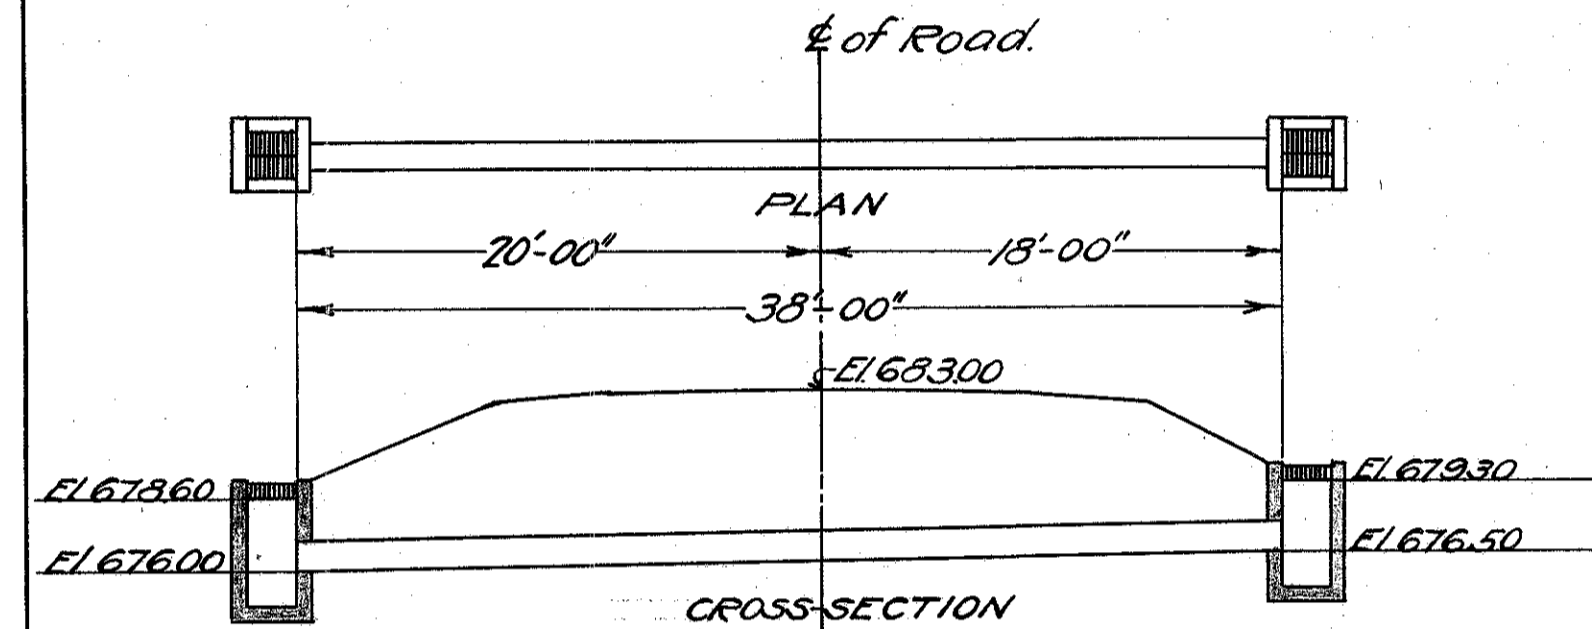 ℄ of Road.
PLAN
20'-00" 18'-00"
38'-00"
El. 683.00
El. 678.60
El. 679.30
El. 676.50
El. 676.00
CROSS-SECTION